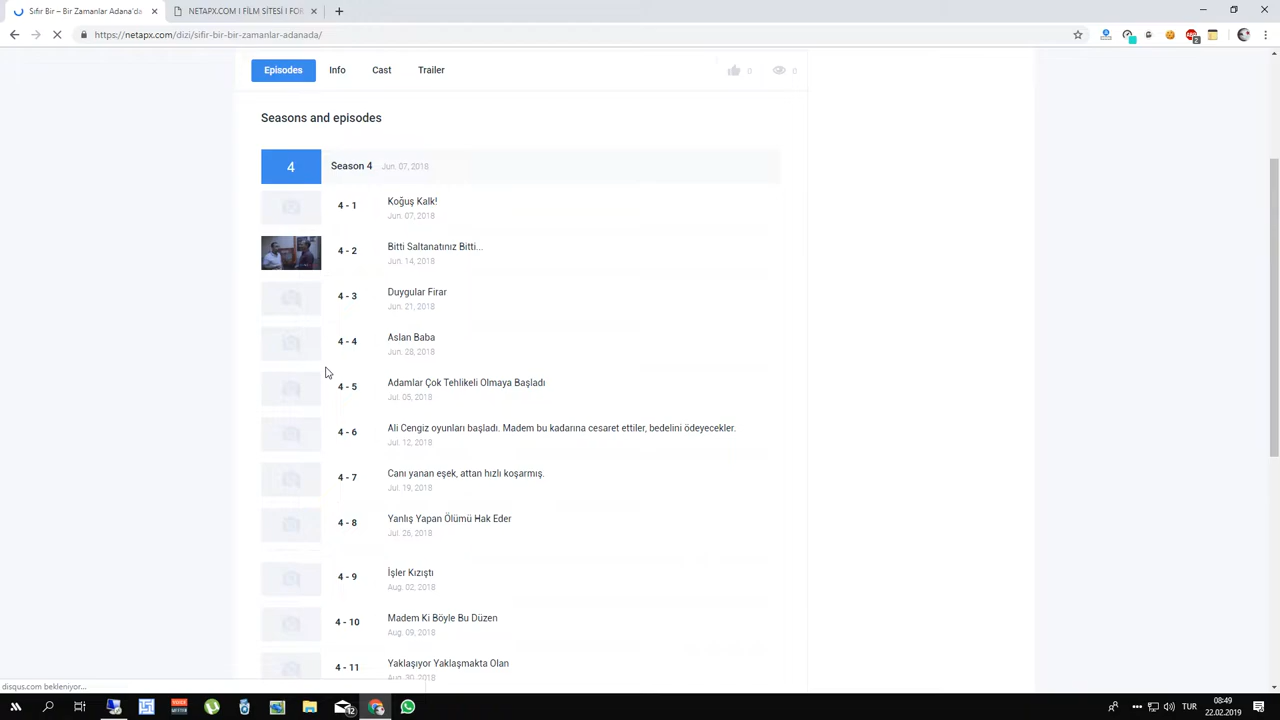 Sıfır Bir – Bir Zamanlar Adana'da
NETAPX.COM I FİLM SİTESİ I FOR
https://netapx.com/dizi/sifir-bir-bir-zamanlar-adanada/
Episodes Info Cast Trailer 0 0
Seasons and episodes
4 Season 4 Jun. 07, 2018
4 - 1 Koğuş Kalk!
Jun. 07, 2018
4 - 2 Bitti Saltanatınız Bitti...
Jun. 14, 2018
4 - 3 Duygular Firar
Jun. 21, 2018
4 - 4 Aslan Baba
Jun. 28, 2018
4 - 5 Adamlar Çok Tehlikeli Olmaya Başladı
Jul. 05, 2018
4 - 6 Ali Cengiz oyunları başladı. Madem bu kadarına cesaret ettiler, bedelini ödeyecekler.
Jul. 12, 2018
4 - 7 Canı yanan eşek, attan hızlı koşarmış.
Jul. 19, 2018
4 - 8 Yanlış Yapan Ölümü Hak Eder
Jul. 26, 2018
4 - 9 İşler Kızıştı
Aug. 02, 2018
4 - 10 Madem Ki Böyle Bu Düzen
Aug. 09, 2018
4 - 11 Yaklaşıyor Yaklaşmakta Olan
Aug. 30, 2018
disqus.com bekleniyor...
12 TUR 08:49
22.02.2019